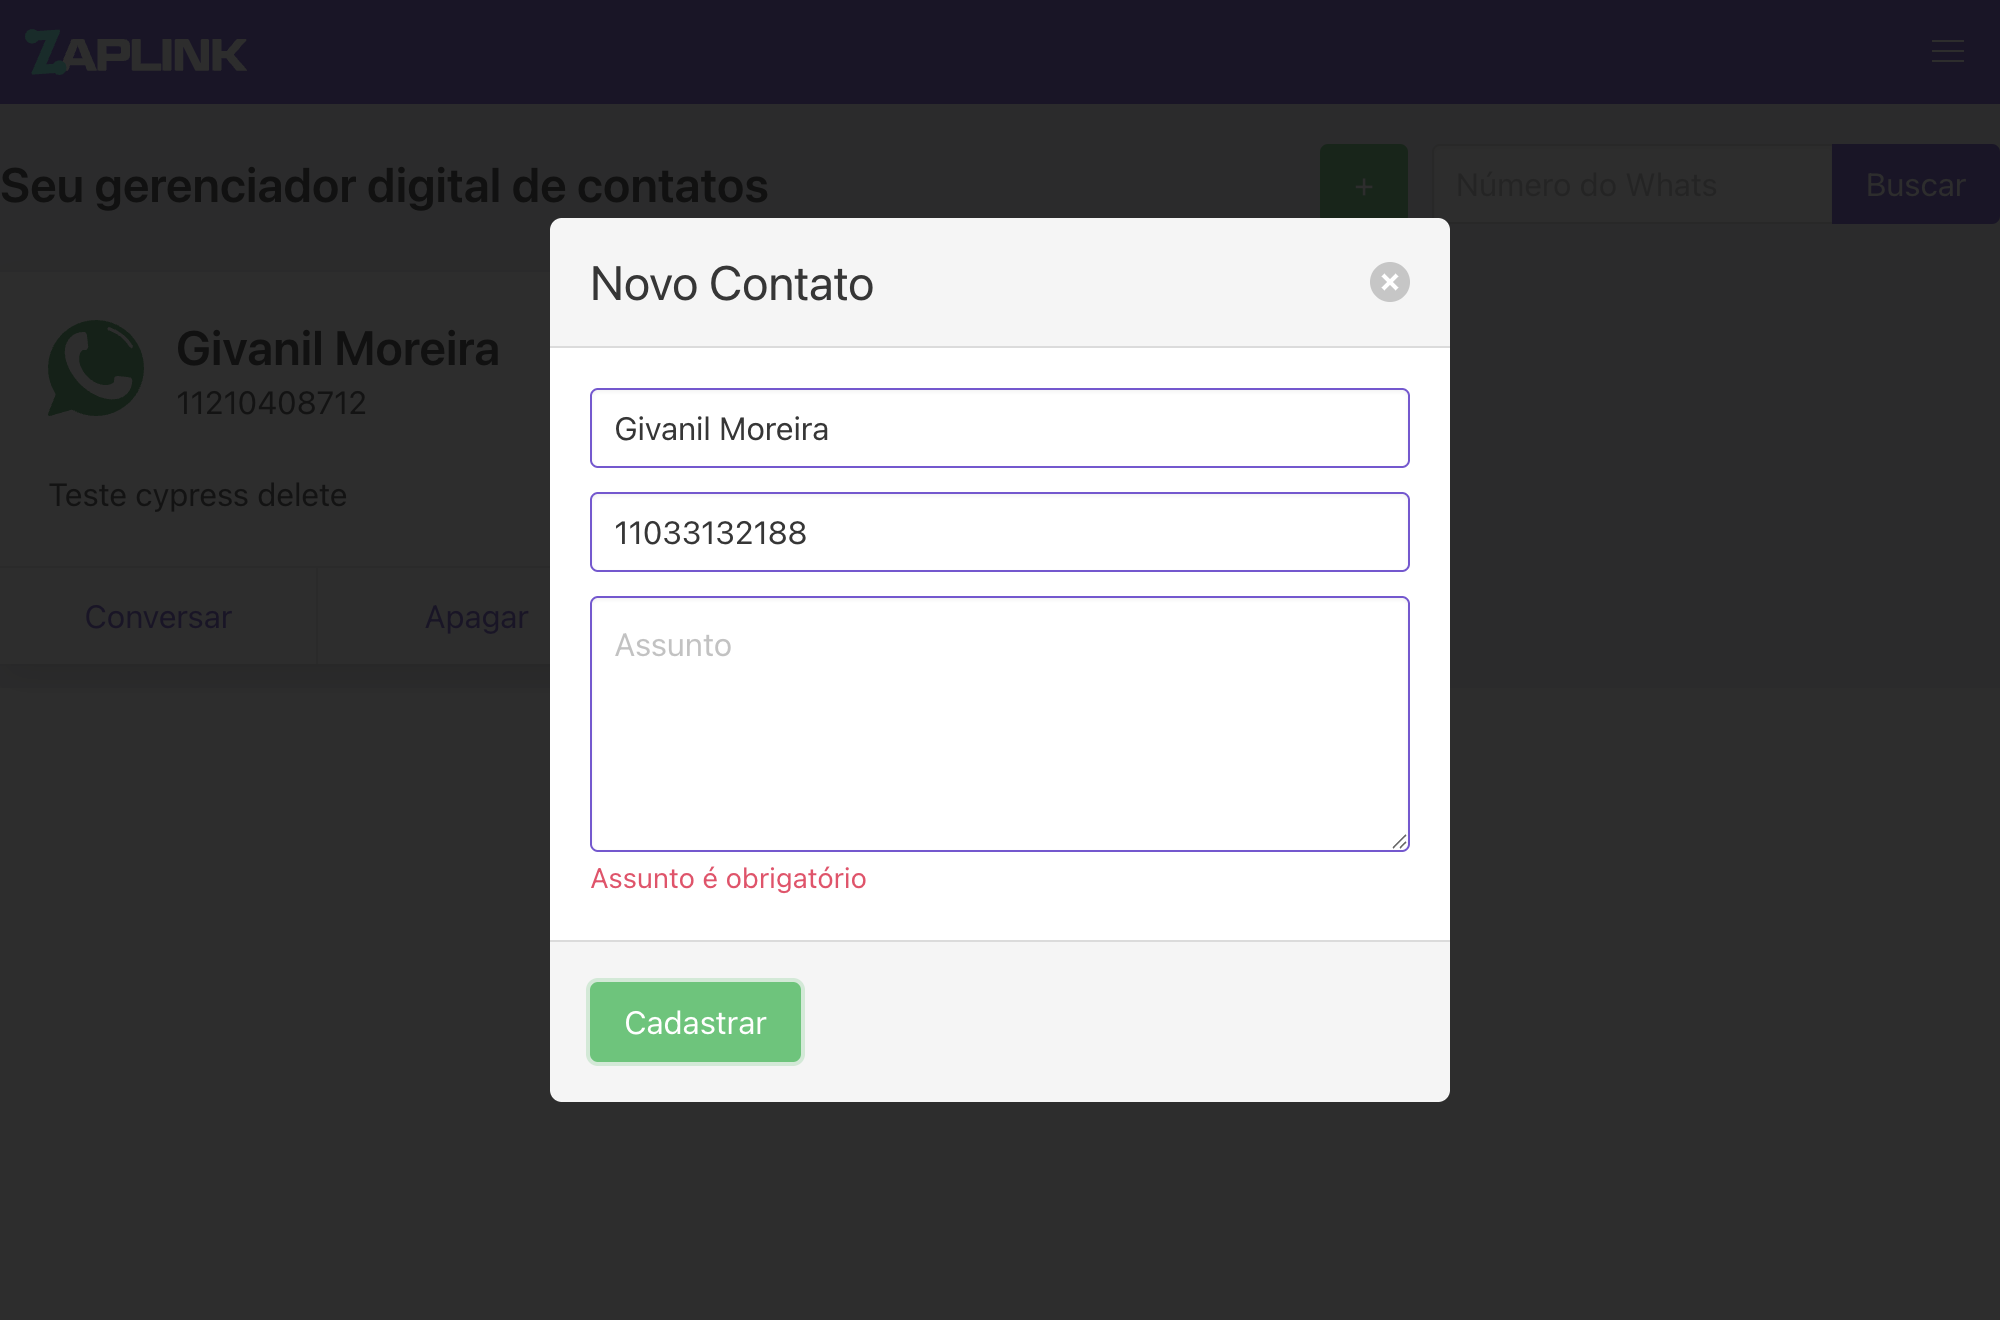 ZAPLINK
Seu gerenciador digital de contatos
+
Número do Whats
Buscar
Givanil Moreira
11210408712
Teste cypress delete
Conversar
Apagar
Novo Contato
Givanil Moreira
11033132188
Assunto
Assunto é obrigatório
Cadastrar